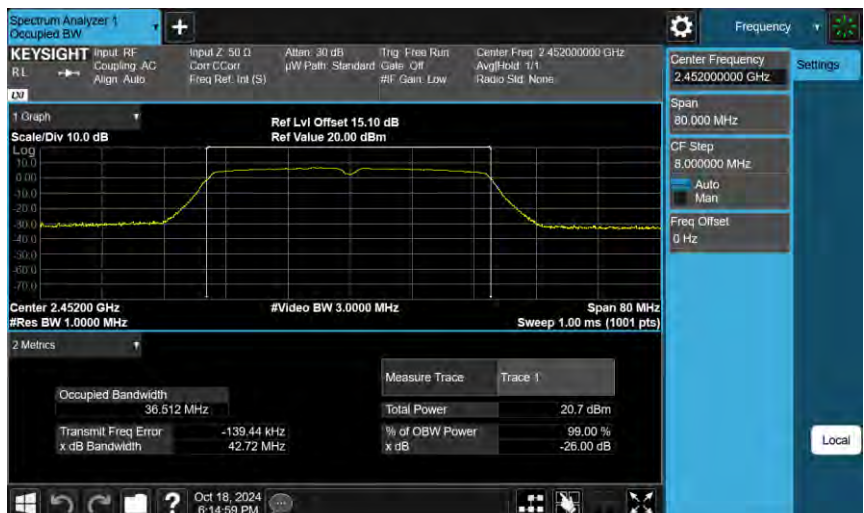 Spectrum Analyzer 1
Occupied BW
Frequency
KEYSIGHT
Input: RF
Coupling: AC
Align: Auto
R L
LXI
Input Z: 50 Ω
Corr CCorr
Freq Ref: Int (S)
Atten: 30 dB
µW Path: Standard
Trig: Free Run
Gate: Off
#IF Gain: Low
Center Freq: 2.452000000 GHz
Avg|Hold: 1/1
Radio Std: None
Center Frequency
2.452000000 GHz
Settings
Span
80.000 MHz
CF Step
8.000000 MHz
Auto
Man
Freq Offset
0 Hz
Local
1 Graph
Scale/Div 10.0 dB
Ref Lvl Offset 15.10 dB
Ref Value 20.00 dBm
Log
10.0
0.00
-10.0
-20.0
-30.0
-40.0
-50.0
-60.0
-70.0
Center 2.45200 GHz
#Video BW 3.0000 MHz
Span 80 MHz
#Res BW 1.0000 MHz
Sweep 1.00 ms (1001 pts)
2 Metrics
Measure Trace
Trace 1
Occupied Bandwidth
36.512 MHz
Total Power
20.7 dBm
Transmit Freq Error
-139.44 kHz
% of OBW Power
99.00 %
x dB Bandwidth
42.72 MHz
x dB
-26.00 dB
?
Oct 18, 2024
6:14:59 PM